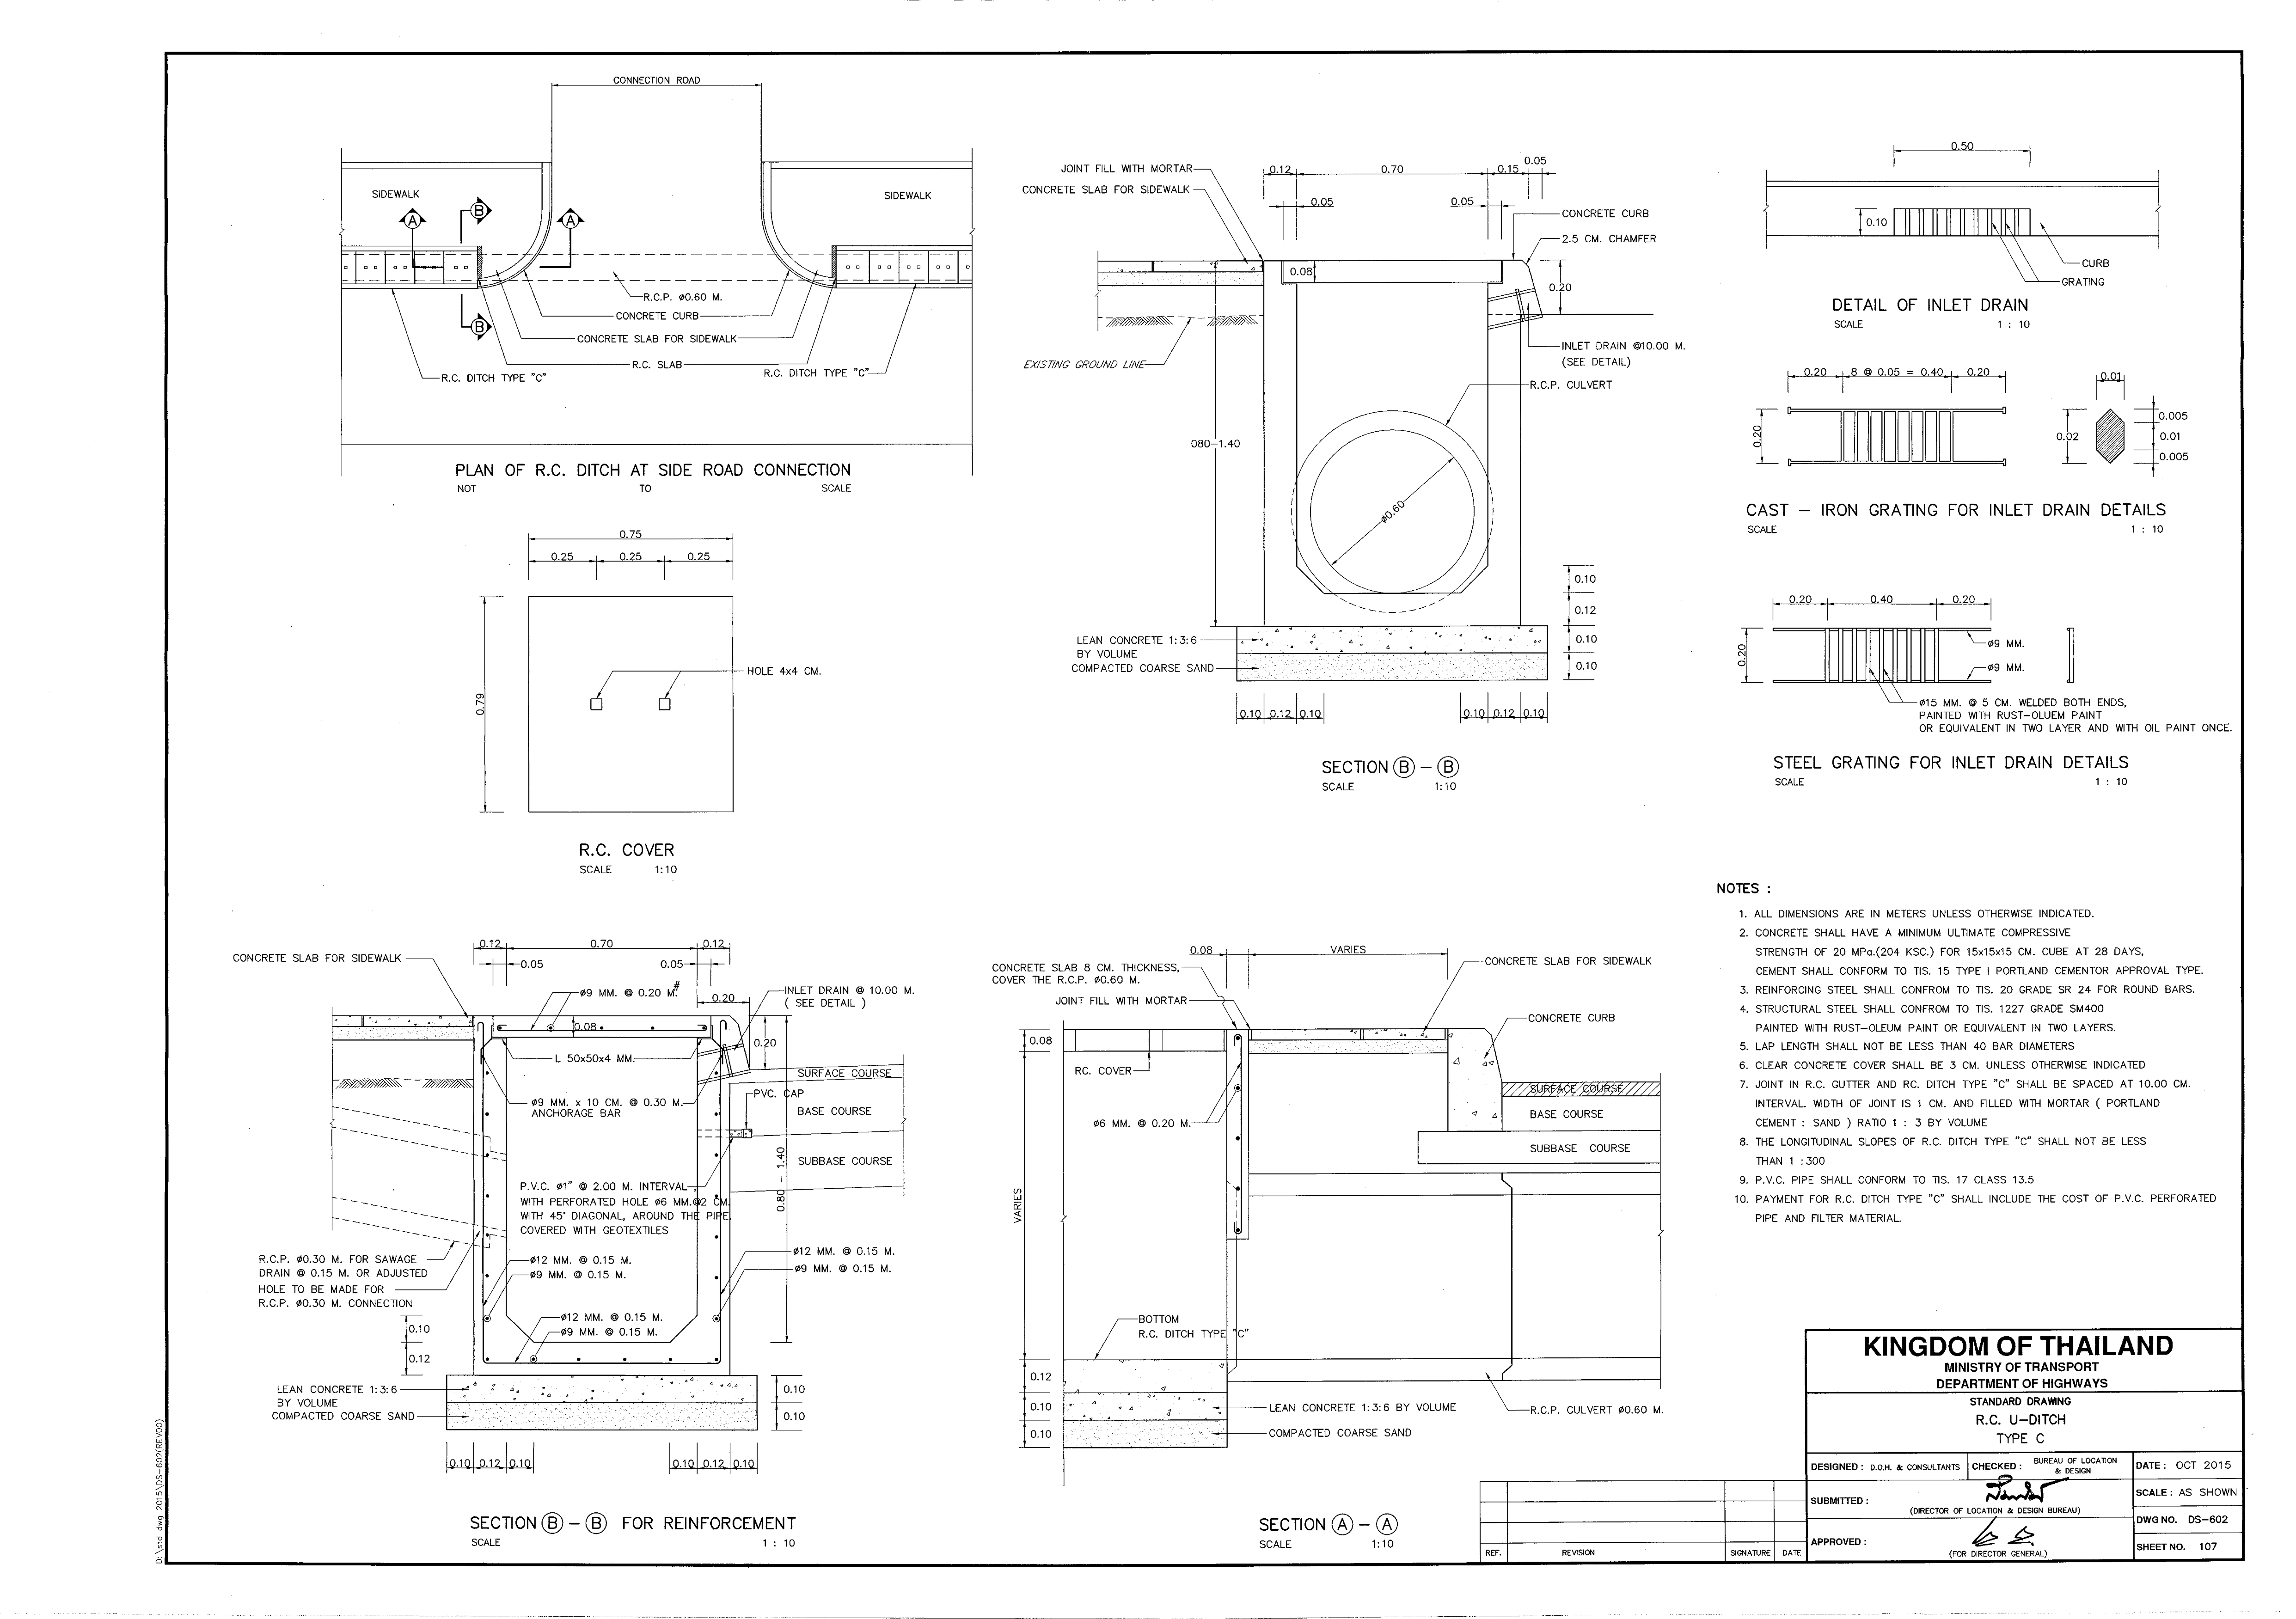 CONNECTION ROAD
SIDEWALK
SIDEWALK
A
B
A
B
R.C.P. ø0.60 M.
CONCRETE CURB
CONCRETE SLAB FOR SIDEWALK
R.C. SLAB
R.C. DITCH TYPE "C"
R.C. DITCH TYPE "C"
PLAN OF R.C. DITCH AT SIDE ROAD CONNECTION
NOT TO SCALE
0.75
0.25 0.25 0.25
0.79
HOLE 4x4 CM.
R.C. COVER
SCALE 1:10
JOINT FILL WITH MORTAR
CONCRETE SLAB FOR SIDEWALK
0.12 0.70 0.15 0.05
0.05 0.05
CONCRETE CURB
2.5 CM. CHAMFER
0.08
0.20
EXISTING GROUND LINE
INLET DRAIN @10.00 M.
(SEE DETAIL)
R.C.P. CULVERT
080-1.40
ø0.60
0.10
0.12
0.10
0.10
LEAN CONCRETE 1:3:6
BY VOLUME
COMPACTED COARSE SAND
0.10 0.12 0.10 0.10 0.12 0.10
SECTION B - B
SCALE 1:10
0.50
0.10
CURB
GRATING
DETAIL OF INLET DRAIN
SCALE 1 : 10
0.20 8 @ 0.05 = 0.40 0.20
0.20
0.01
0.02
0.005
0.01
0.005
CAST - IRON GRATING FOR INLET DRAIN DETAILS
SCALE 1 : 10
0.20 0.40 0.20
0.20
ø9 MM.
ø9 MM.
ø15 MM. @ 5 CM. WELDED BOTH ENDS,
PAINTED WITH RUST-OLUEM PAINT
OR EQUIVALENT IN TWO LAYER AND WITH OIL PAINT ONCE.
STEEL GRATING FOR INLET DRAIN DETAILS
SCALE 1 : 10
CONCRETE SLAB FOR SIDEWALK
0.12 0.70 0.12
0.05 0.05
ø9 MM. @ 0.20 M.#
0.20
INLET DRAIN @ 10.00 M.
( SEE DETAIL )
0.08
0.20
L 50x50x4 MM.
SURFACE COURSE
PVC. CAP
ø9 MM. x 10 CM. @ 0.30 M.
ANCHORAGE BAR
BASE COURSE
SUBBASE COURSE
0.80 - 1.40
P.V.C. ø1" @ 2.00 M. INTERVAL
WITH PERFORATED HOLE ø6 MM.@2 CM.
WITH 45° DIAGONAL, AROUND THE PIPE,
COVERED WITH GEOTEXTILES
R.C.P. ø0.30 M. FOR SAWAGE
DRAIN @ 0.15 M. OR ADJUSTED
HOLE TO BE MADE FOR
R.C.P. ø0.30 M. CONNECTION
ø12 MM. @ 0.15 M.
ø9 MM. @ 0.15 M.
ø12 MM. @ 0.15 M.
ø9 MM. @ 0.15 M.
ø12 MM. @ 0.15 M.
ø9 MM. @ 0.15 M.
0.10
0.12
LEAN CONCRETE 1:3:6
BY VOLUME
COMPACTED COARSE SAND
0.10
0.10
0.10 0.12 0.10 0.10 0.12 0.10
SECTION B - B FOR REINFORCEMENT
SCALE 1 : 10
0.08 VARIES
CONCRETE SLAB 8 CM. THICKNESS,
COVER THE R.C.P. ø0.60 M.
JOINT FILL WITH MORTAR
CONCRETE SLAB FOR SIDEWALK
CONCRETE CURB
0.08
RC. COVER
SURFACE COURSE
BASE COURSE
ø6 MM. @ 0.20 M.
SUBBASE COURSE
VARIES
BOTTOM
R.C. DITCH TYPE "C"
0.12
0.10
0.10
LEAN CONCRETE 1:3:6 BY VOLUME
R.C.P. CULVERT ø0.60 M.
COMPACTED COARSE SAND
SECTION A - A
SCALE 1:10
NOTES :
1. ALL DIMENSIONS ARE IN METERS UNLESS OTHERWISE INDICATED.
2. CONCRETE SHALL HAVE A MINIMUM ULTIMATE COMPRESSIVE
STRENGTH OF 20 MPa.(204 KSC.) FOR 15x15x15 CM. CUBE AT 28 DAYS,
CEMENT SHALL CONFORM TO TIS. 15 TYPE I PORTLAND CEMENTOR APPROVAL TYPE.
3. REINFORCING STEEL SHALL CONFROM TO TIS. 20 GRADE SR 24 FOR ROUND BARS.
4. STRUCTURAL STEEL SHALL CONFROM TO TIS. 1227 GRADE SM400
PAINTED WITH RUST-OLEUM PAINT OR EQUIVALENT IN TWO LAYERS.
5. LAP LENGTH SHALL NOT BE LESS THAN 40 BAR DIAMETERS
6. CLEAR CONCRETE COVER SHALL BE 3 CM. UNLESS OTHERWISE INDICATED
7. JOINT IN R.C. GUTTER AND RC. DITCH TYPE "C" SHALL BE SPACED AT 10.00 CM.
INTERVAL. WIDTH OF JOINT IS 1 CM. AND FILLED WITH MORTAR ( PORTLAND
CEMENT : SAND ) RATIO 1 : 3 BY VOLUME
8. THE LONGITUDINAL SLOPES OF R.C. DITCH TYPE "C" SHALL NOT BE LESS
THAN 1 :300
9. P.V.C. PIPE SHALL CONFORM TO TIS. 17 CLASS 13.5
10. PAYMENT FOR R.C. DITCH TYPE "C" SHALL INCLUDE THE COST OF P.V.C. PERFORATED
PIPE AND FILTER MATERIAL.
KINGDOM OF THAILAND
MINISTRY OF TRANSPORT
DEPARTMENT OF HIGHWAYS
STANDARD DRAWING
R.C. U-DITCH
TYPE C
DESIGNED : D.O.H. & CONSULTANTS
CHECKED : BUREAU OF LOCATION
& DESIGN
DATE : OCT 2015
SUBMITTED :
(DIRECTOR OF LOCATION & DESIGN BUREAU)
SCALE : AS SHOWN
DWG NO. DS-602
APPROVED :
(FOR DIRECTOR GENERAL)
SHEET NO. 107
REF. REVISION SIGNATURE DATE
D:\std dwg 2015\DS-602(REV00)